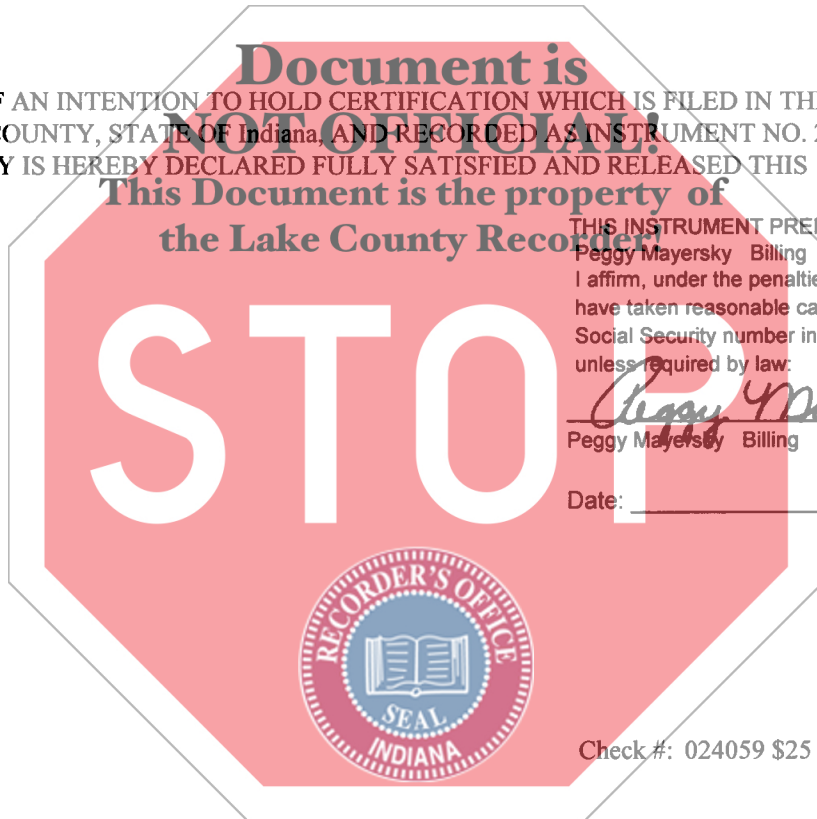 Document is
F AN INTENTION TO HOLD CERTIFICATION WHICH IS FILED IN TH
NOT OFFICIAL!
COUNTY, STATE OF Indiana, AND RECORDED AS INSTRUMENT NO. 2
Y IS HEREBY DECLARED FULLY SATISFIED AND RELEASED THIS
This Document is the property of
the Lake County Recorder!
THIS INSTRUMENT PRE
Peggy Mayersky Billing
I affirm, under the penaltie
have taken reasonable ca
Social Security number in
unless required by law:
Peggy M
Peggy Mayersky Billing
Date:
STOP
RECORDER'S OFFICE
SEAL
INDIANA
Check #: 024059 $25